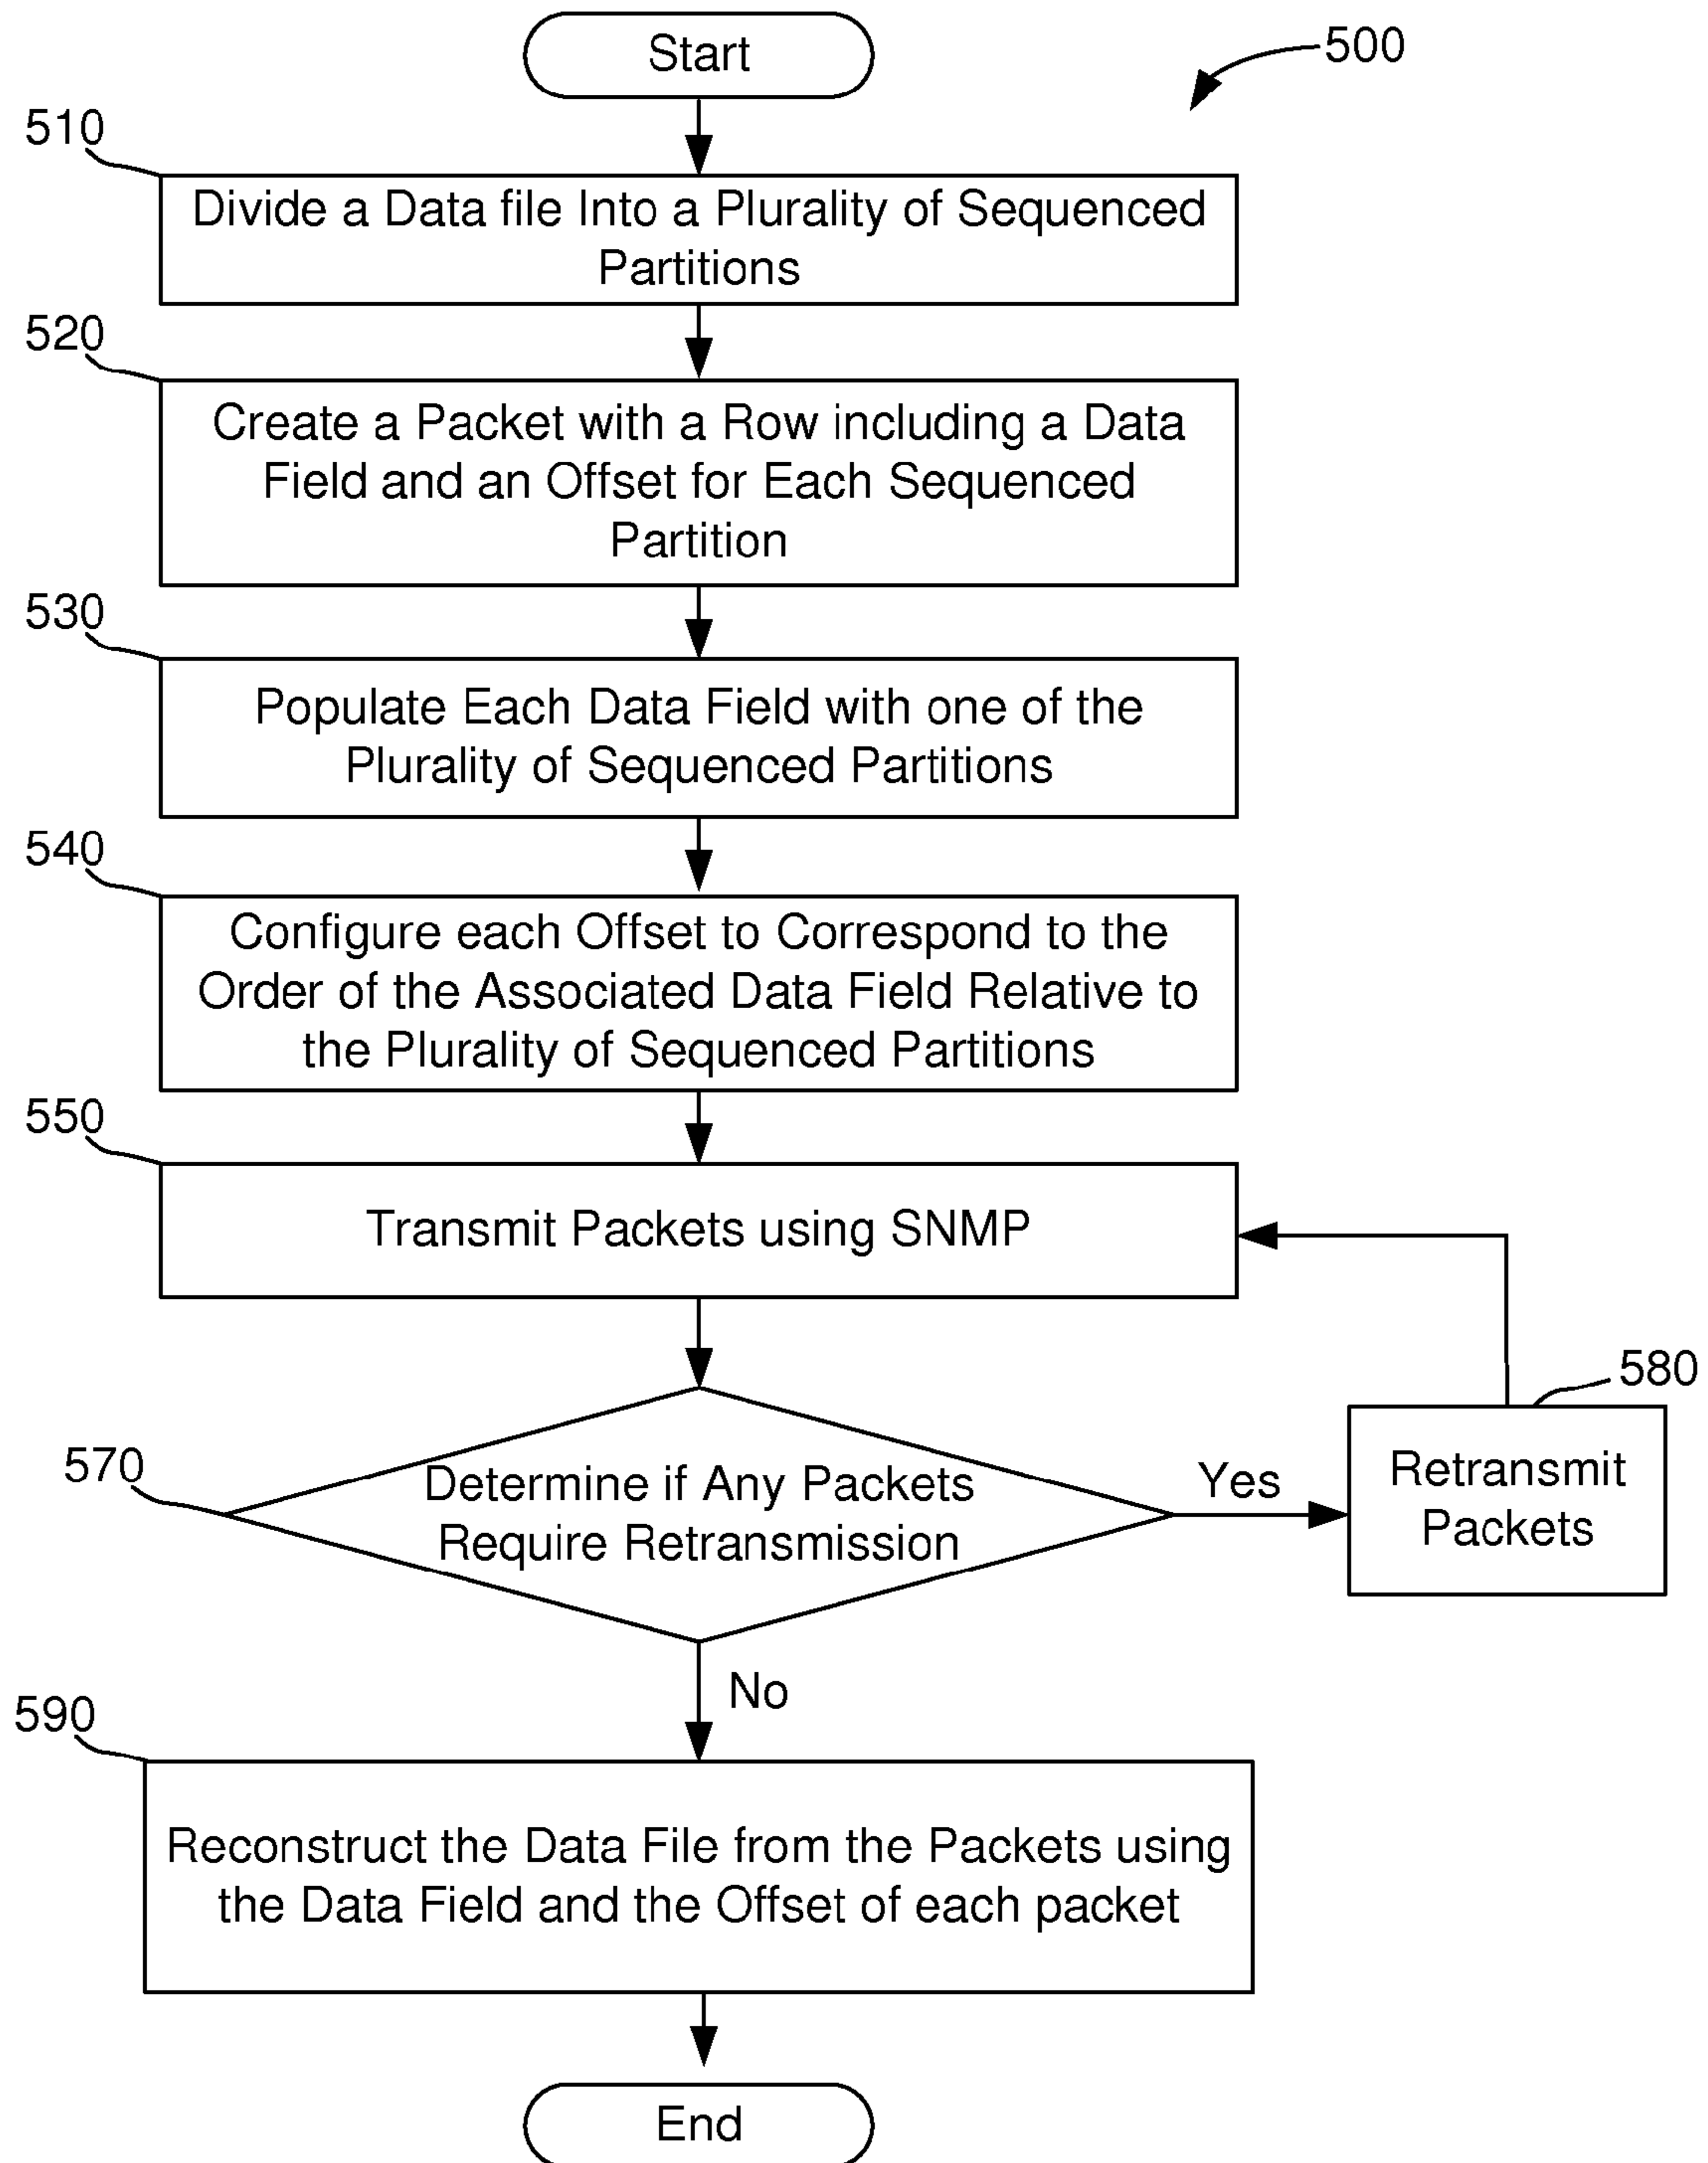 Start
500
510
Divide a Data file Into a Plurality of Sequenced
Partitions
520
Create a Packet with a Row including a Data
Field and an Offset for Each Sequenced
Partition
530
Populate Each Data Field with one of the
Plurality of Sequenced Partitions
540
Configure each Offset to Correspond to the
Order of the Associated Data Field Relative to
the Plurality of Sequenced Partitions
550
Transmit Packets using SNMP
570
Determine if Any Packets
Require Retransmission
Yes
580
Retransmit
Packets
No
590
Reconstruct the Data File from the Packets using
the Data Field and the Offset of each packet
End